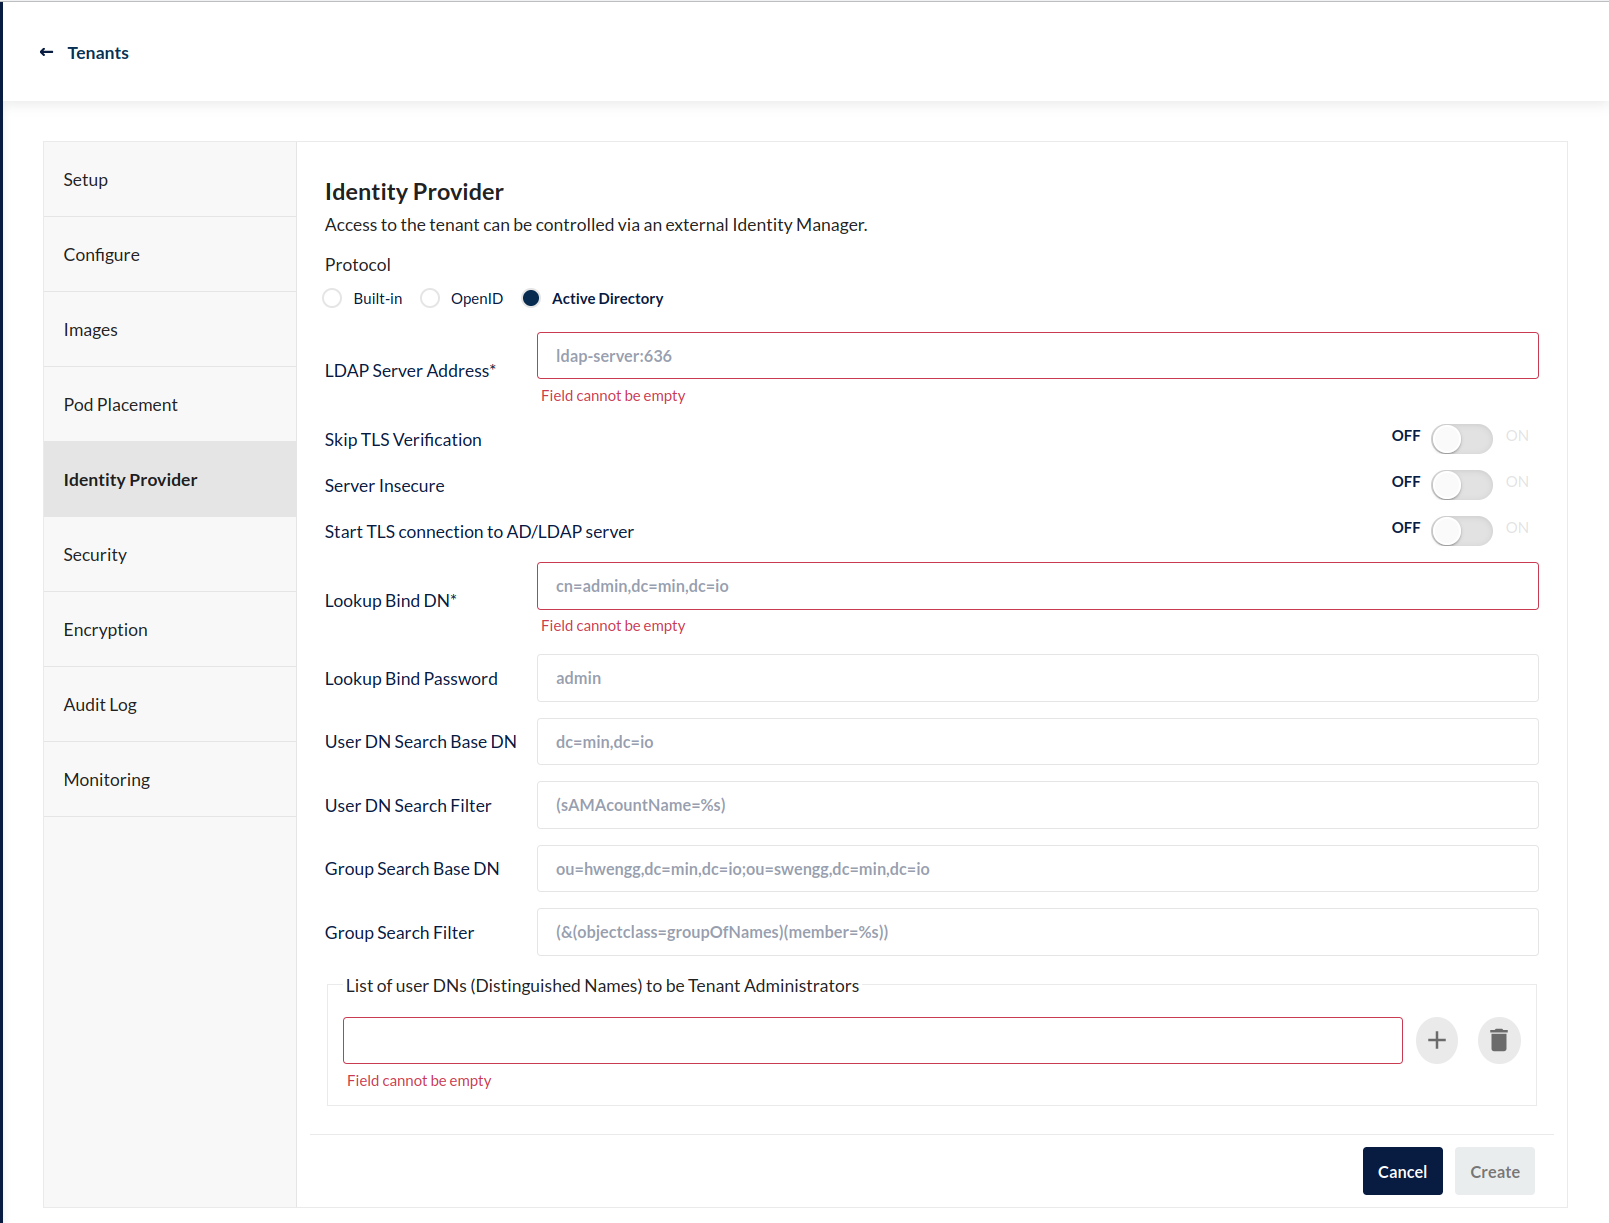 ← Tenants
Setup
Configure
Images
Pod Placement
Identity Provider
Security
Encryption
Audit Log
Monitoring
Identity Provider
Access to the tenant can be controlled via an external Identity Manager.
Protocol
Built-in OpenID Active Directory
LDAP Server Address* ldap-server:636
Field cannot be empty
Skip TLS Verification OFF ON
Server Insecure OFF ON
Start TLS connection to AD/LDAP server OFF ON
Lookup Bind DN* cn=admin,dc=min,dc=io
Field cannot be empty
Lookup Bind Password admin
User DN Search Base DN dc=min,dc=io
User DN Search Filter (sAMAcountName=%s)
Group Search Base DN ou=hwengg,dc=min,dc=io;ou=swengg,dc=min,dc=io
Group Search Filter (&(objectclass=groupOfNames)(member=%s))
List of user DNs (Distinguished Names) to be Tenant Administrators
Field cannot be empty
Cancel Create